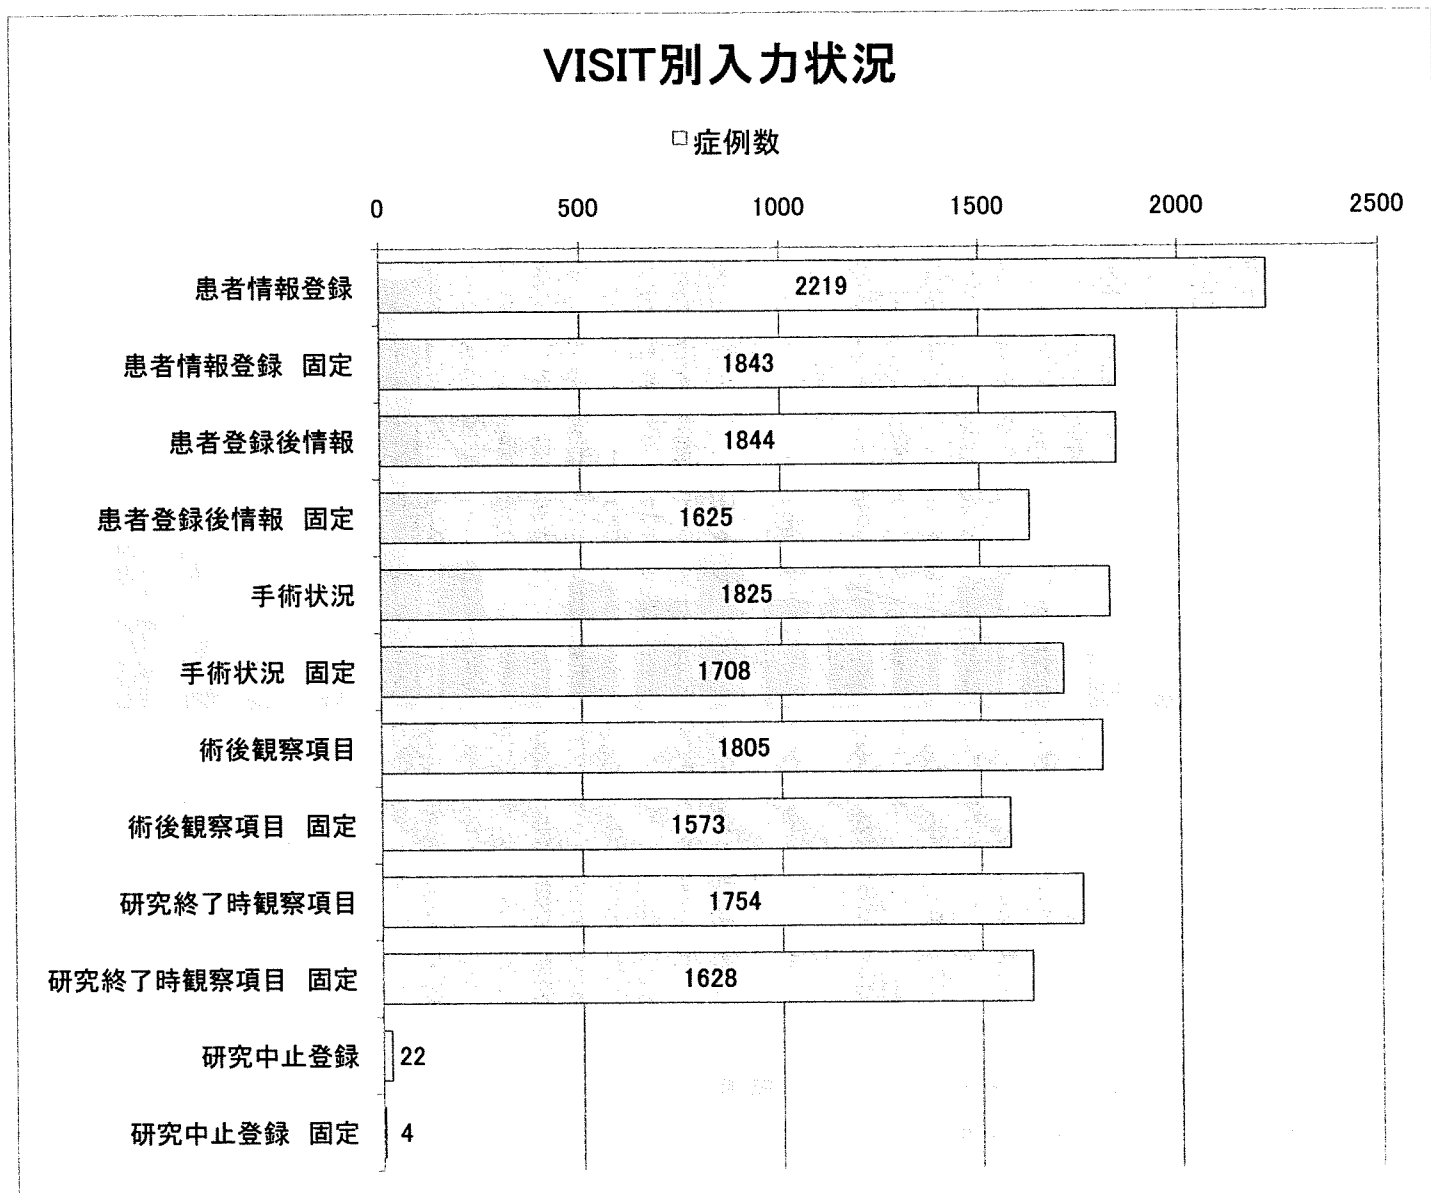 VISIT別入力状況
□症例数
0 500 1000 1500 2000 2500
患者情報登録 2219
患者情報登録 固定 1843
患者登録後情報 1844
患者登録後情報 固定 1625
手術状況 1825
手術状況 固定 1708
術後観察項目 1805
術後観察項目 固定 1573
研究終了時観察項目 1754
研究終了時観察項目 固定 1628
研究中止登録 22
研究中止登録 固定 4